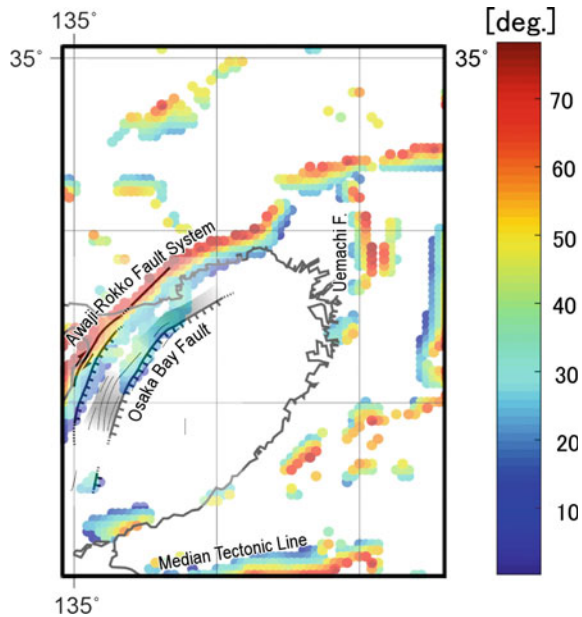 135°
[deg.]
35°
35°
70
60
50
40
30
20
10
Awaji-Rokko Fault System
Uemachi F.
Osaka Bay Fault
Median Tectonic Line
135°